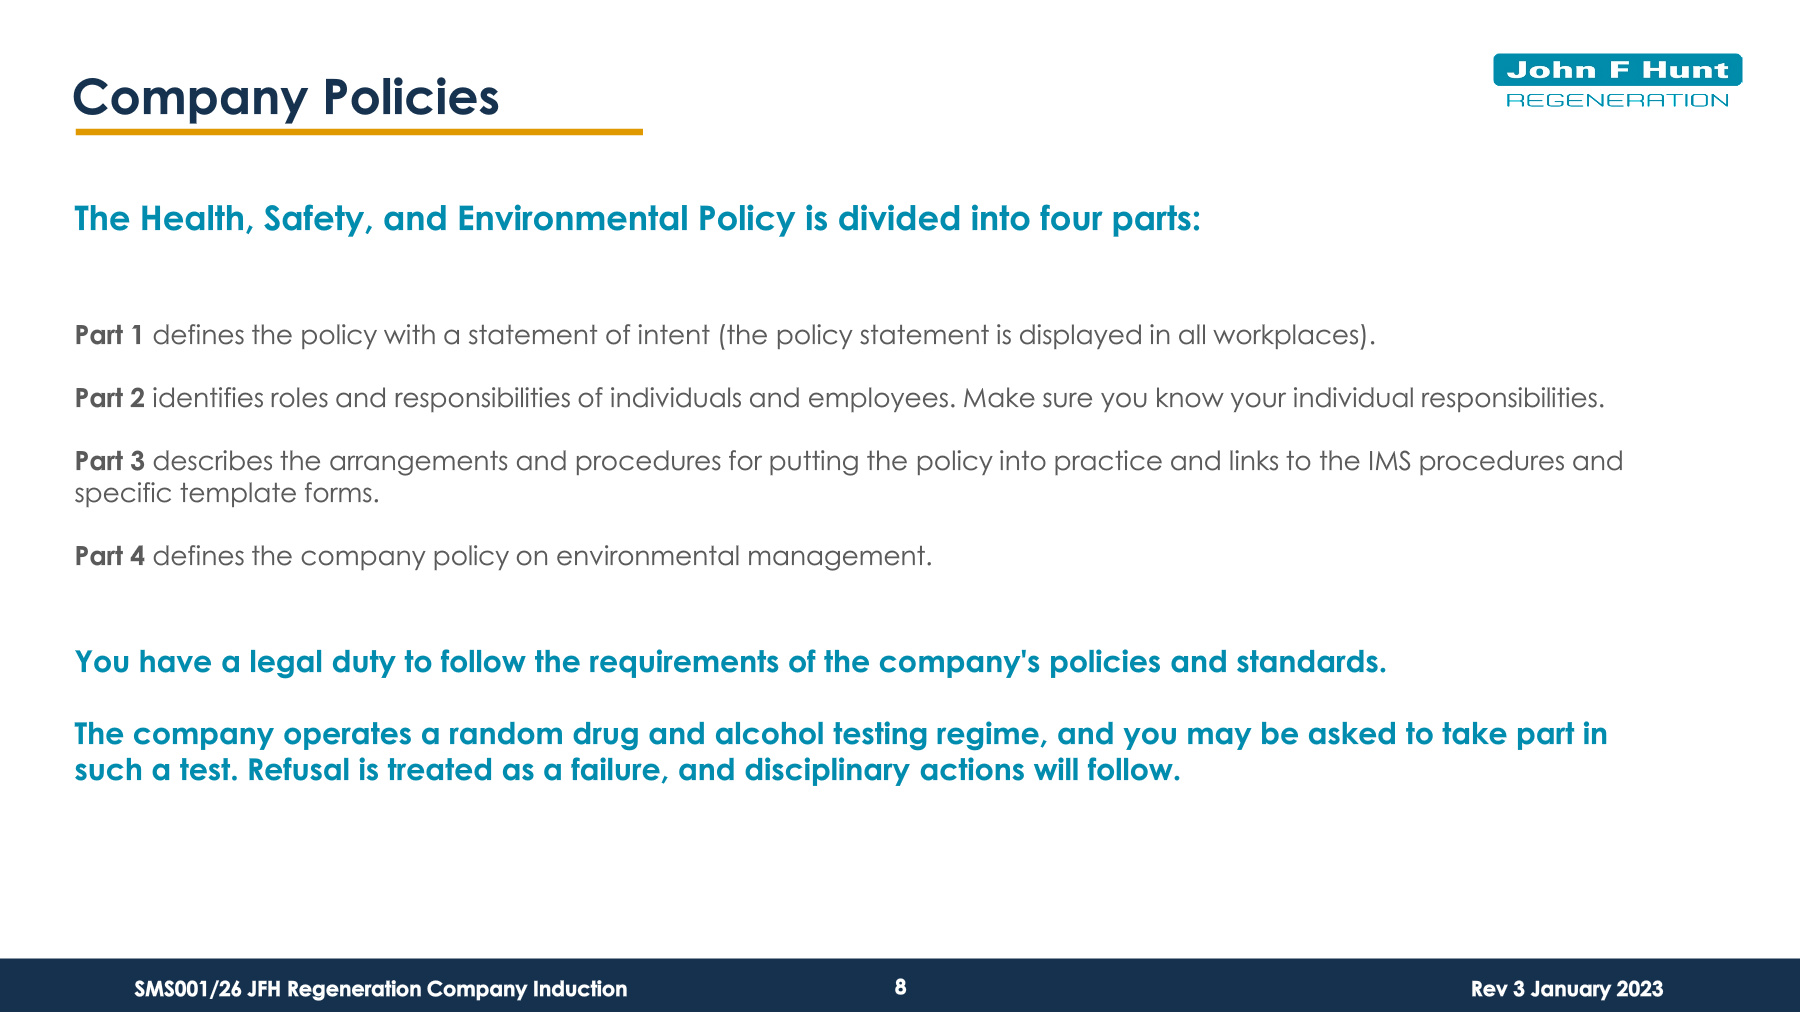 Company Policies
John F Hunt
REGENERATION
The Health, Safety, and Environmental Policy is divided into four parts:
Part 1 defines the policy with a statement of intent (the policy statement is displayed in all workplaces).
Part 2 identifies roles and responsibilities of individuals and employees. Make sure you know your individual responsibilities.
Part 3 describes the arrangements and procedures for putting the policy into practice and links to the IMS procedures and
specific template forms.
Part 4 defines the company policy on environmental management.
You have a legal duty to follow the requirements of the company's policies and standards.
The company operates a random drug and alcohol testing regime, and you may be asked to take part in
such a test. Refusal is treated as a failure, and disciplinary actions will follow.
SMS001/26 JFH Regeneration Company Induction
8
Rev 3 January 2023